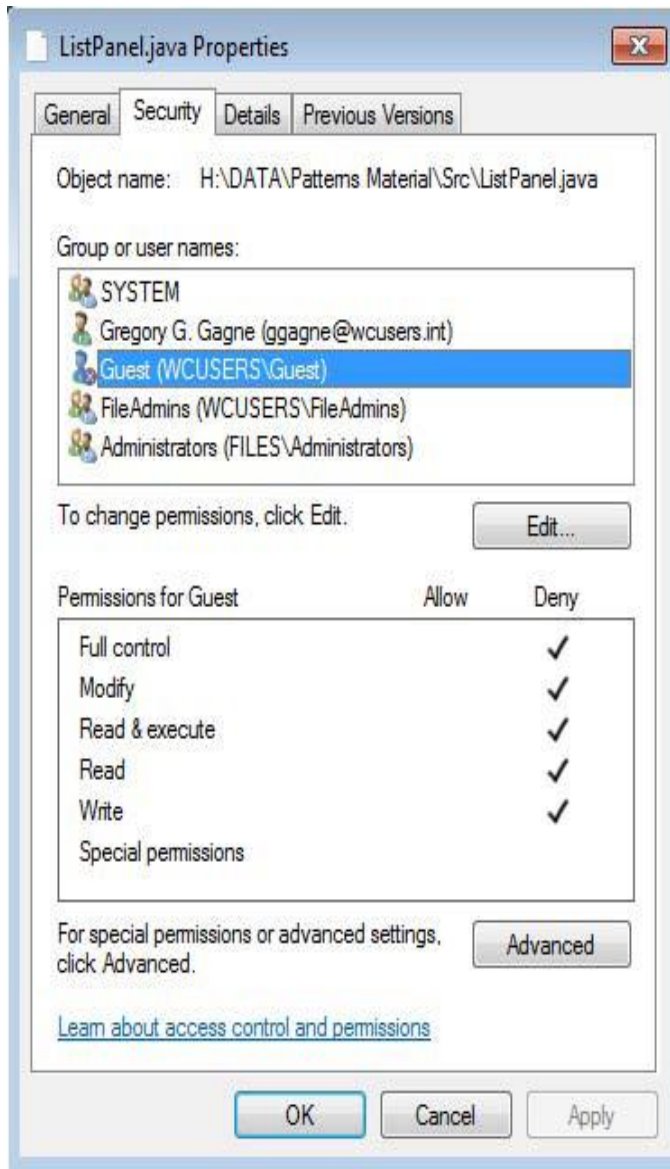 ListPanel.java Properties
General Security Details Previous Versions
Object name: H:\DATA\Patterns Material\Src\ListPanel.java
Group or user names:
SYSTEM
Gregory G. Gagne (ggagne@wcusers.int)
Guest (WCUSERS\Guest)
FileAdmins (WCUSERS\FileAdmins)
Administrators (FILES\Administrators)
To change permissions, click Edit.
Edit...
Permissions for Guest Allow Deny
Full control
Modify
Read & execute
Read
Write
Special permissions
For special permissions or advanced settings,
click Advanced.
Advanced
Learn about access control and permissions
OK Cancel Apply